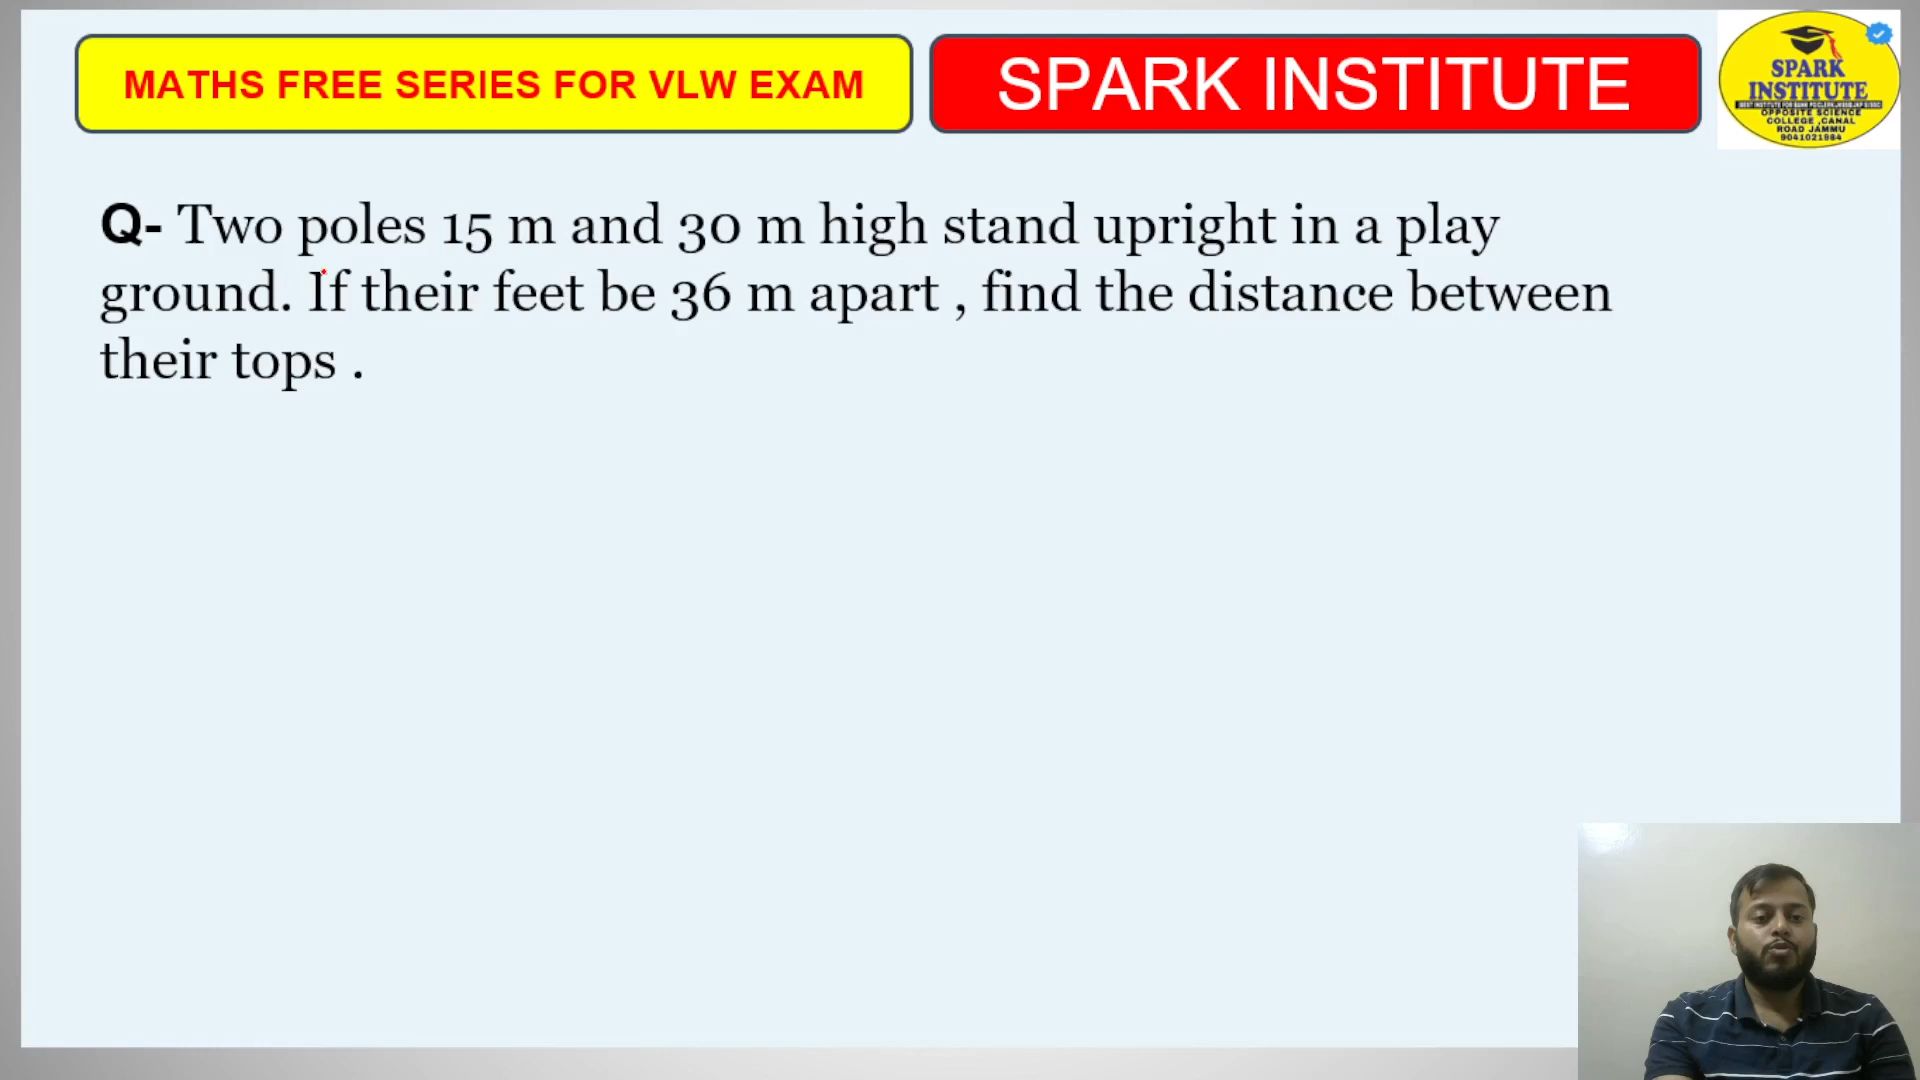 MATHS FREE SERIES FOR VLW EXAM
SPARK INSTITUTE
SPARK
INSTITUTE
OPPOSITE SCIENCE
COLLEGE ,CANAL
ROAD JAMMU
9041021984
Q- Two poles 15 m and 30 m high stand upright in a play
ground. If their feet be 36 m apart , find the distance between
their tops .